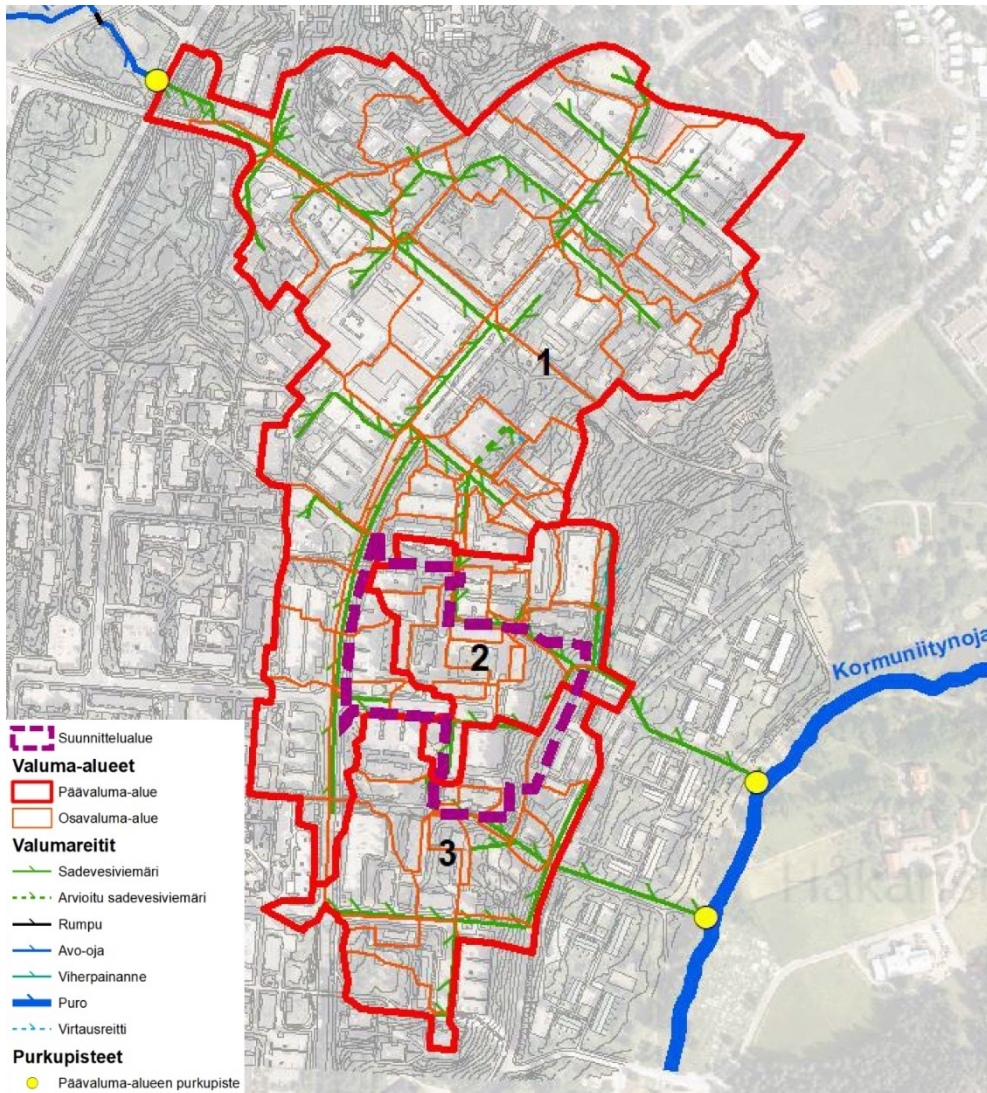 1
2
Kormuniitynoja
3
Suunnittelualue
Valuma-alueet
Päävaluma-alue
Osavaluma-alue
Valumareitit
Sadevesiviemäri
Arvioitu sadevesiviemäri
Rumpu
Avo-oja
Viherpainanne
Puro
Virtausreitti
Purkupisteet
Päävaluma-alueen purkupiste